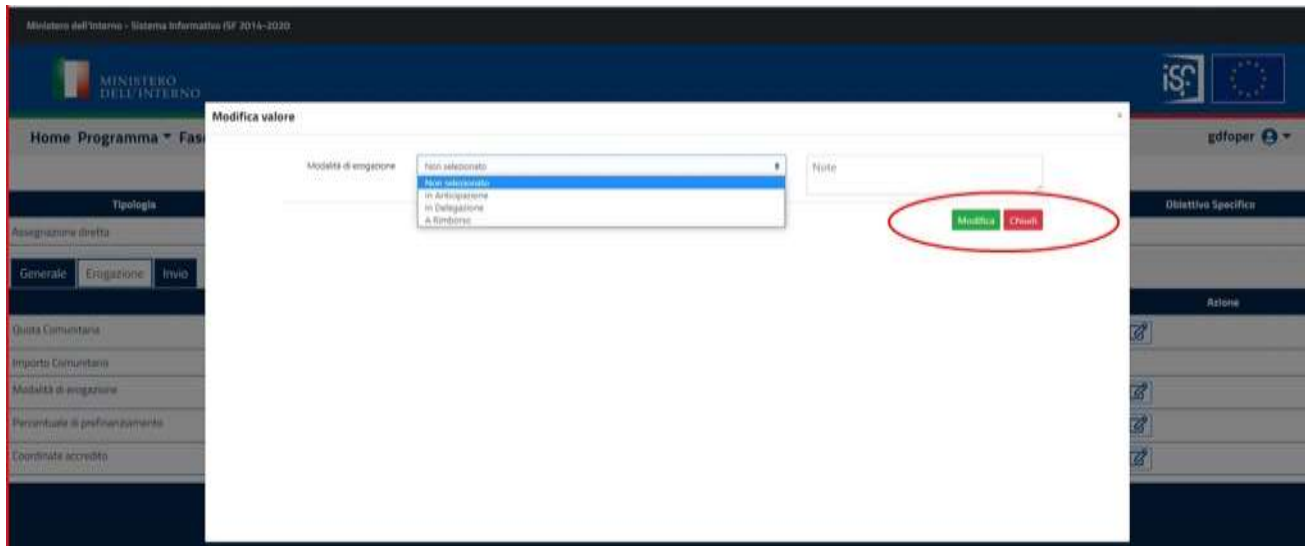 Ministero dell'Interno - Sistema Informativo ISF 2014-2020
MINISTERO
DELL'INTERNO
iSF
Modifica valore
Home Programma Fas
gdfoper
Modalità di erogazione
Non selezionato
Note
Non selezionato
In Anticipazione
In Delegazione
A Rimborso
Tipologia
Obiettivo Specifico
Modifica Chiudi
Assegnazione diretta
Generale Erogazione Invio
Azione
Quota Comunitaria
Importo Comunitario
Modalità di erogazione
Percentuale di prefinanziamento
Coordinate accredito